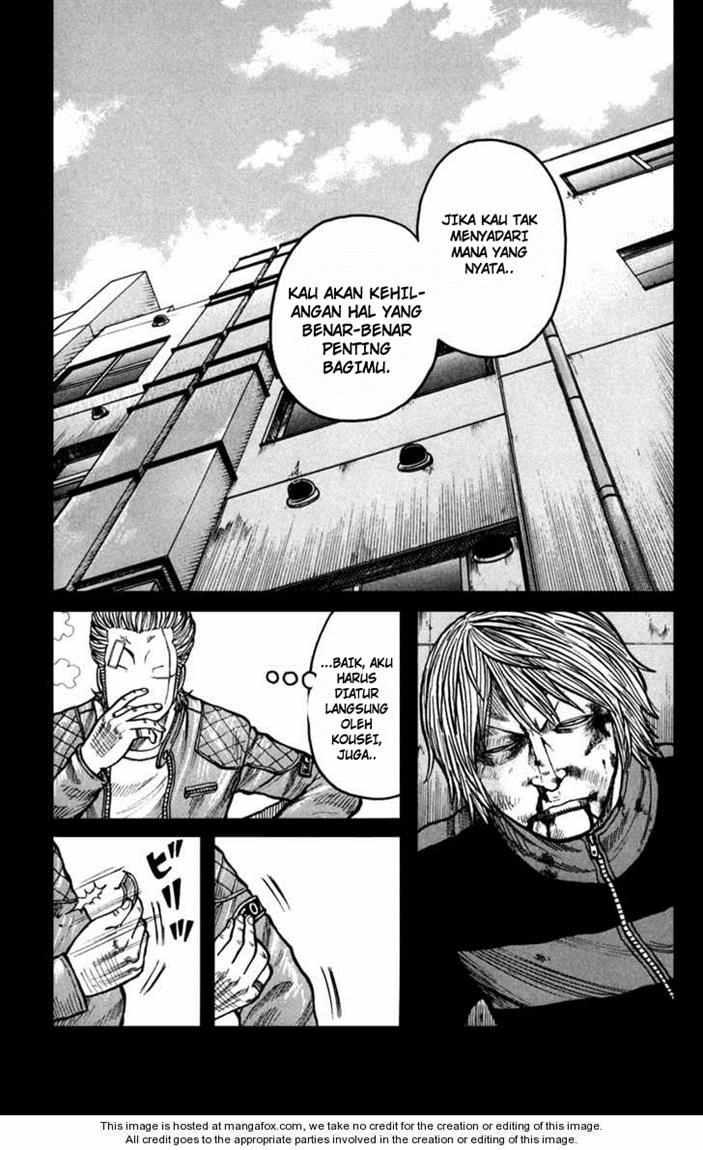 JIKA KAU TAK
MENYADARI
MANA YANG
NYATA..
KAU AKAN KEHIL-
ANGAN HAL YANG
BENAR-BENAR
PENTING
BAGIMU.
...BAIK, AKU
HARUS
DIATUR
LANGSUNG
OLEH
KOUSEI,
JUGA..
ビリッ
This image is hosted at mangafox.com, we take no credit for the creation or editing of this image.
All credit goes to the appropriate parties involved in the creation or editing of this image.